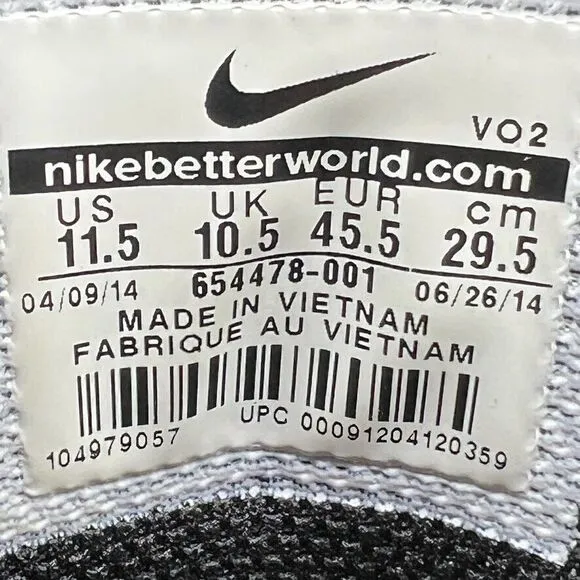 VO2
nikebetterworld.com
US UK EUR cm
11.5 10.5 45.5 29.5
04/09/14 654478-001 06/26/14
MADE IN VIETNAM
FABRIQUE AU VIETNAM
104979057 UPC 00091204120359